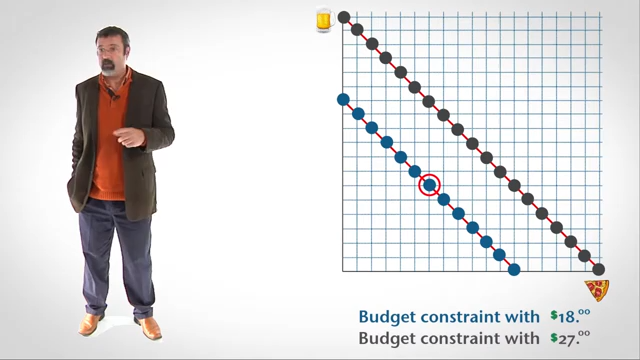 Budget constraint with $18.⁰⁰
Budget constraint with $27.⁰⁰